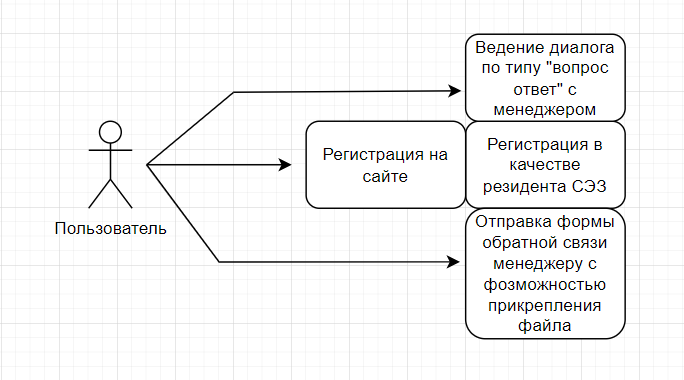 Ведение диалога
по типу "вопрос
ответ" с
менеджером
Регистрация на
сайте
Регистрация в
качестве
резидента СЭЗ
Пользователь
Отправка формы
обратной связи
менеджеру с
фозможностью
прикрепления
файла